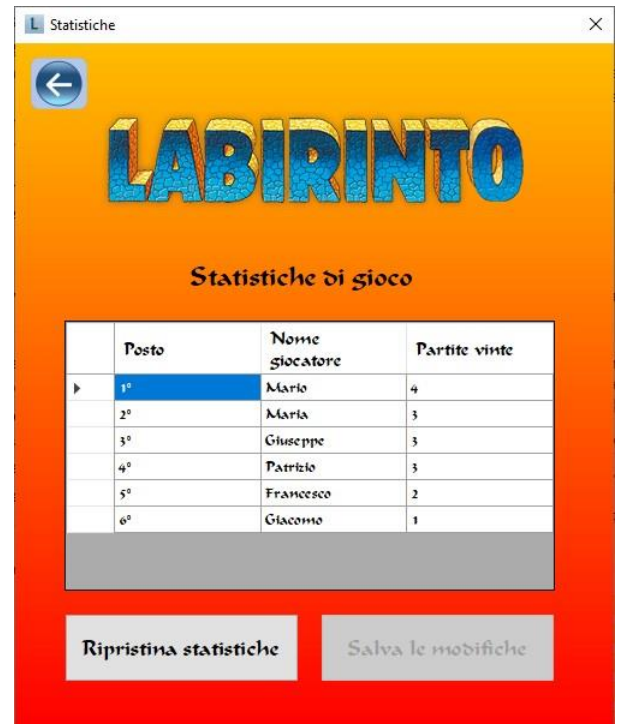 L Statistiche
LABIRINTO
Statistiche di gioco
Posto Nome giocatore Partite vinte
1° Mario 4
2° Maria 3
3° Giuseppe 3
4° Patrizio 3
5° Francesco 2
6° Giacomo 1
Ripristina statistiche Salva le modifiche